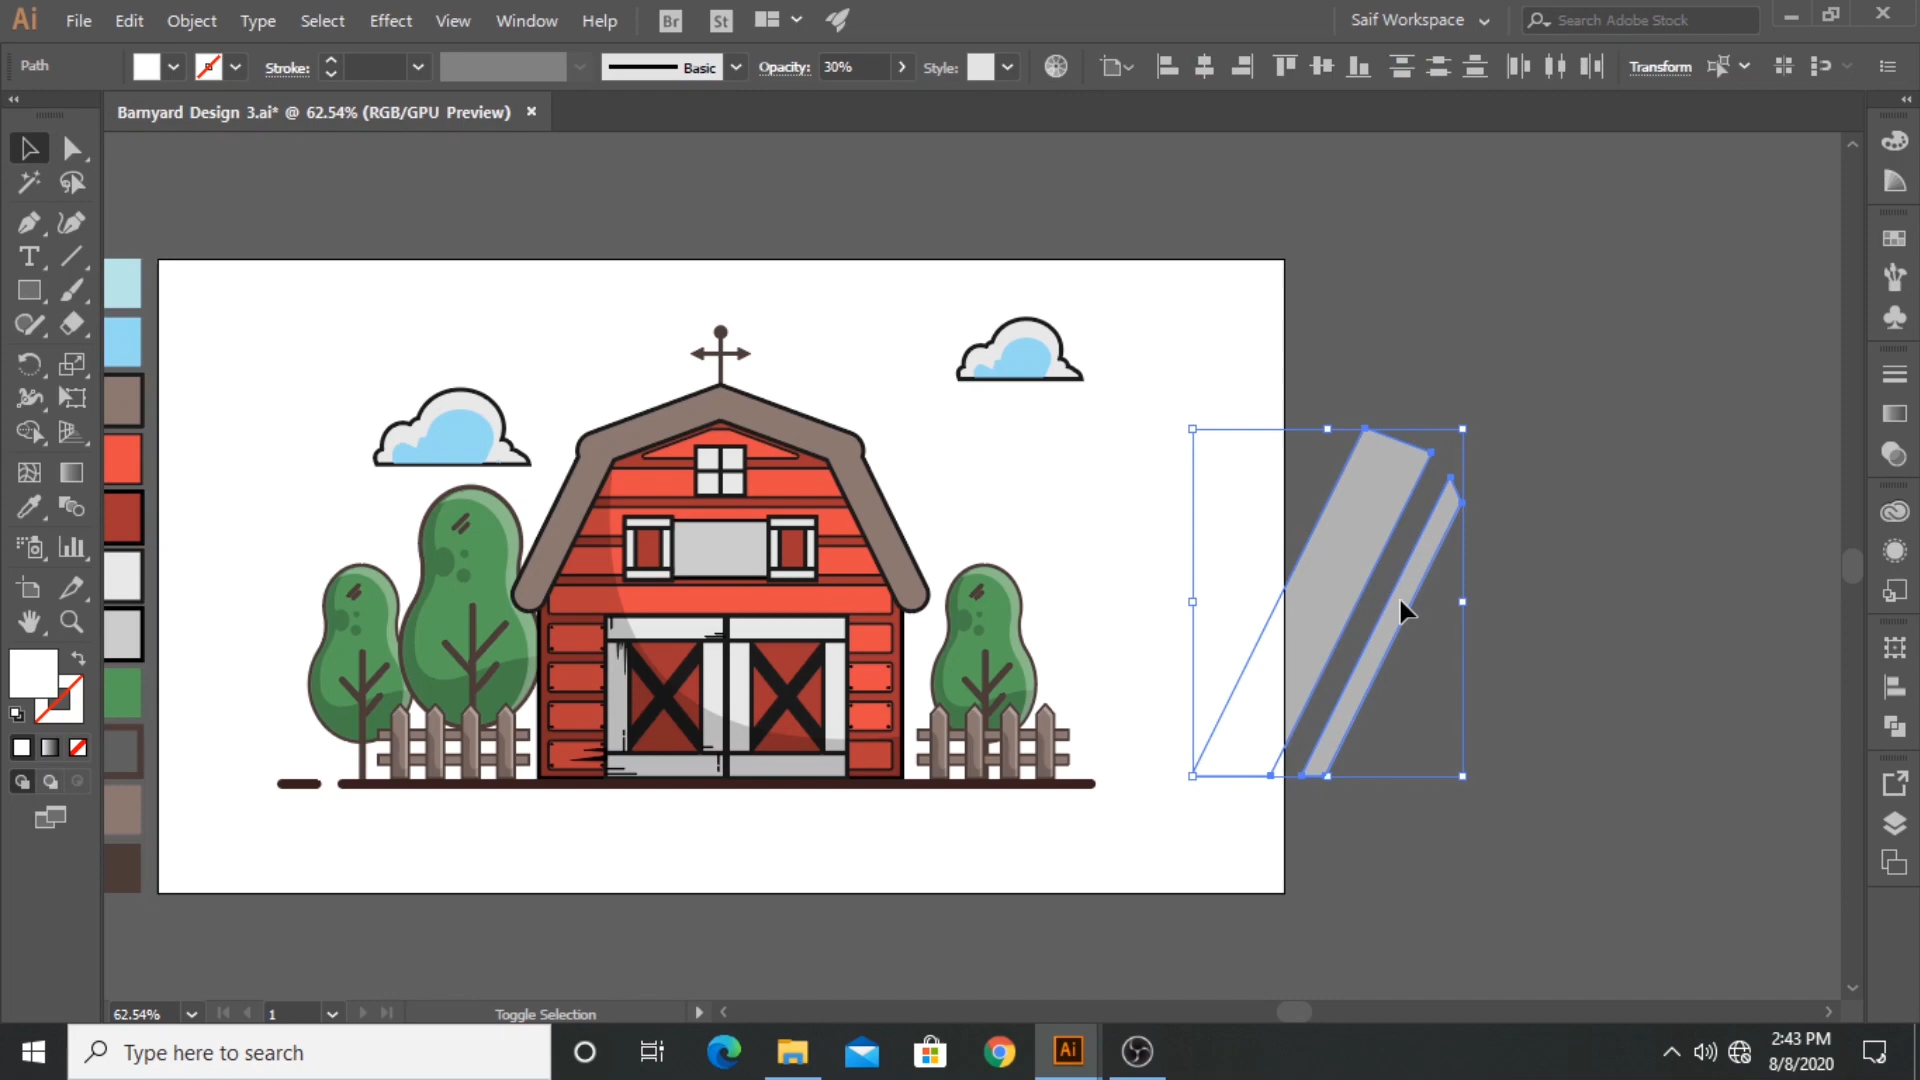 Ai File Edit Object Type Select Effect View Window Help Br St Saif Workspace Search Adobe Stock
Path Stroke: Basic Opacity: 30% Style: Transform
Barnyard Design 3.ai* @ 62.54% (RGB/GPU Preview)
62.54% 1 Toggle Selection
Type here to search Ai 2:43 PM
8/8/2020